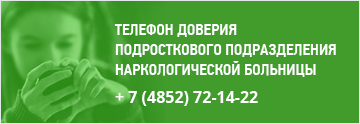 ТЕЛЕФОН ДОВЕРИЯ
ПОДРОСТКОВОГО ПОДРАЗДЕЛЕНИЯ
НАРКОЛОГИЧЕСКОЙ БОЛЬНИЦЫ
+ 7 (4852) 72-14-22